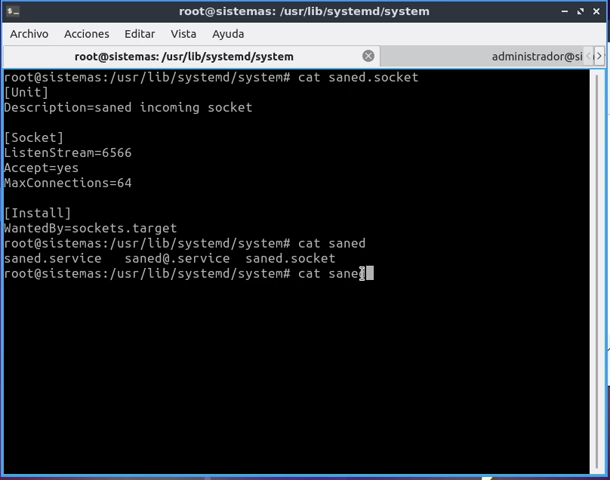 root@sistemas: /usr/lib/systemd/system
Archivo Acciones Editar Vista Ayuda
root@sistemas: /usr/lib/systemd/system administrador@si
root@sistemas:/usr/lib/systemd/system# cat saned.socket
[Unit]
Description=saned incoming socket
[Socket]
ListenStream=6566
Accept=yes
MaxConnections=64
[Install]
WantedBy=sockets.target
root@sistemas:/usr/lib/systemd/system# cat saned
saned.service saned@.service saned.socket
root@sistemas:/usr/lib/systemd/system# cat saned